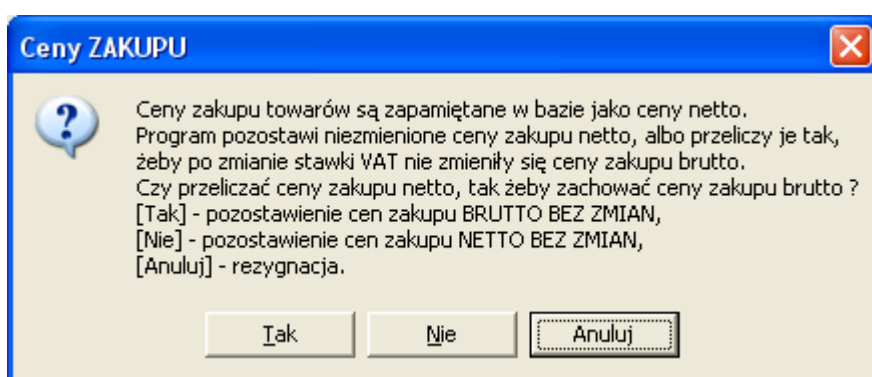 Ceny ZAKUPU
Ceny zakupu towarów są zapamiętane w bazie jako ceny netto.
Program pozostawi niezmienione ceny zakupu netto, albo przeliczy je tak,
żeby po zmianie stawki VAT nie zmieniły się ceny zakupu brutto.
Czy przeliczać ceny zakupu netto, tak żeby zachować ceny zakupu brutto ?
[Tak] - pozostawienie cen zakupu BRUTTO BEZ ZMIAN,
[Nie] - pozostawienie cen zakupu NETTO BEZ ZMIAN,
[Anuluj] - rezygnacja.
Tak Nie Anuluj